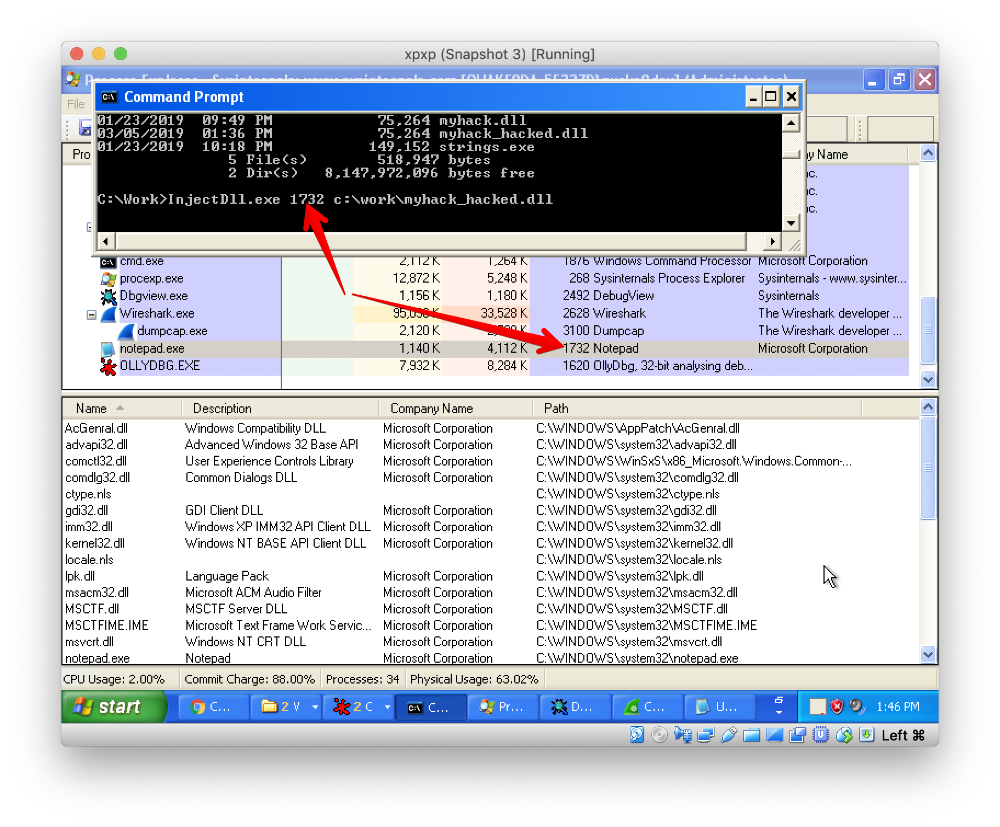 xpxp (Snapshot 3) [Running]
File
Command Prompt
01/23/2019  09:49 PM            75,264 myhack.dll
03/05/2019  01:36 PM            75,264 myhack_hacked.dll
01/23/2019  10:18 PM           149,152 strings.exe
5 File(s)        518,947 bytes
2 Dir(s)   8,147,972,096 bytes free
C:\Work>InjectDll.exe 1732 c:\work\myhack_hacked.dll
Pro y Name
nc.
nc.
nc.
cmd.exe 2,112 K 1,264 K 1876 Windows Command Processor Microsoft Corporation
procexp.exe 12,872 K 5,248 K 268 Sysinternals Process Explorer Sysinternals - www.sysinter...
Dbgview.exe 1,156 K 1,180 K 2492 DebugView Sysinternals
Wireshark.exe K 33,528 K 2628 Wireshark The Wireshark developer ...
dumpcap.exe 2,120 K K 3100 Dumpcap The Wireshark developer ...
notepad.exe 1,140 K 4,112 K 1732 Notepad Microsoft Corporation
OLLYDBG.EXE 7,932 K 8,284 K 1620 OllyDbg, 32-bit analysing deb...
Name Description Company Name Path
AcGenral.dll Windows Compatibility DLL Microsoft Corporation C:\WINDOWS\AppPatch\AcGenral.dll
advapi32.dll Advanced Windows 32 Base API Microsoft Corporation C:\WINDOWS\system32\advapi32.dll
comctl32.dll User Experience Controls Library Microsoft Corporation C:\WINDOWS\WinSxS\x86_Microsoft.Windows.Common-...
comdlg32.dll Common Dialogs DLL Microsoft Corporation C:\WINDOWS\system32\comdlg32.dll
ctype.nls C:\WINDOWS\system32\ctype.nls
gdi32.dll GDI Client DLL Microsoft Corporation C:\WINDOWS\system32\gdi32.dll
imm32.dll Windows XP IMM32 API Client DLL Microsoft Corporation C:\WINDOWS\system32\imm32.dll
kernel32.dll Windows NT BASE API Client DLL Microsoft Corporation C:\WINDOWS\system32\kernel32.dll
locale.nls C:\WINDOWS\system32\locale.nls
lpk.dll Language Pack Microsoft Corporation C:\WINDOWS\system32\lpk.dll
msacm32.dll Microsoft ACM Audio Filter Microsoft Corporation C:\WINDOWS\system32\msacm32.dll
MSCTF.dll MSCTF Server DLL Microsoft Corporation C:\WINDOWS\system32\MSCTF.dll
MSCTFIME.IME Microsoft Text Frame Work Servic... Microsoft Corporation C:\WINDOWS\system32\MSCTFIME.IME
msvcrt.dll Windows NT CRT DLL Microsoft Corporation C:\WINDOWS\system32\msvcrt.dll
notepad.exe Notepad Microsoft Corporation C:\WINDOWS\system32\notepad.exe
CPU Usage: 2.00% Commit Charge: 88.00% Processes: 34 Physical Usage: 63.02%
start C... 2 V 2 C C... Pr... D... C... U... 1:46 PM
Left ⌘